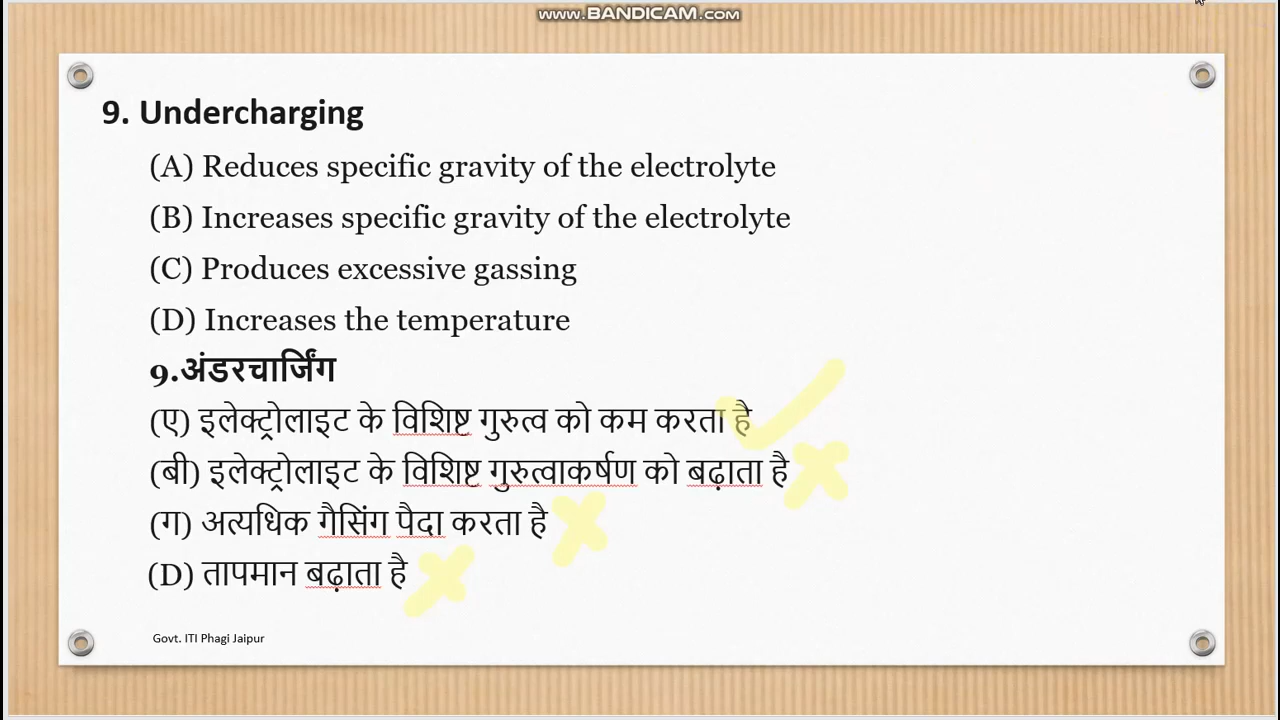 www.BANDICAM.com
9. Undercharging
(A) Reduces specific gravity of the electrolyte
(B) Increases specific gravity of the electrolyte
(C) Produces excessive gassing
(D) Increases the temperature
9.अंडरचार्जिंग
(ए) इलेक्ट्रोलाइट के विशिष्ट गुरुत्व को कम करता है
(बी) इलेक्ट्रोलाइट के विशिष्ट गुरुत्वाकर्षण को बढ़ाता है
(ग) अत्यधिक गैसिंग पैदा करता है
(D) तापमान बढ़ाता है
Govt. ITI Phagi Jaipur